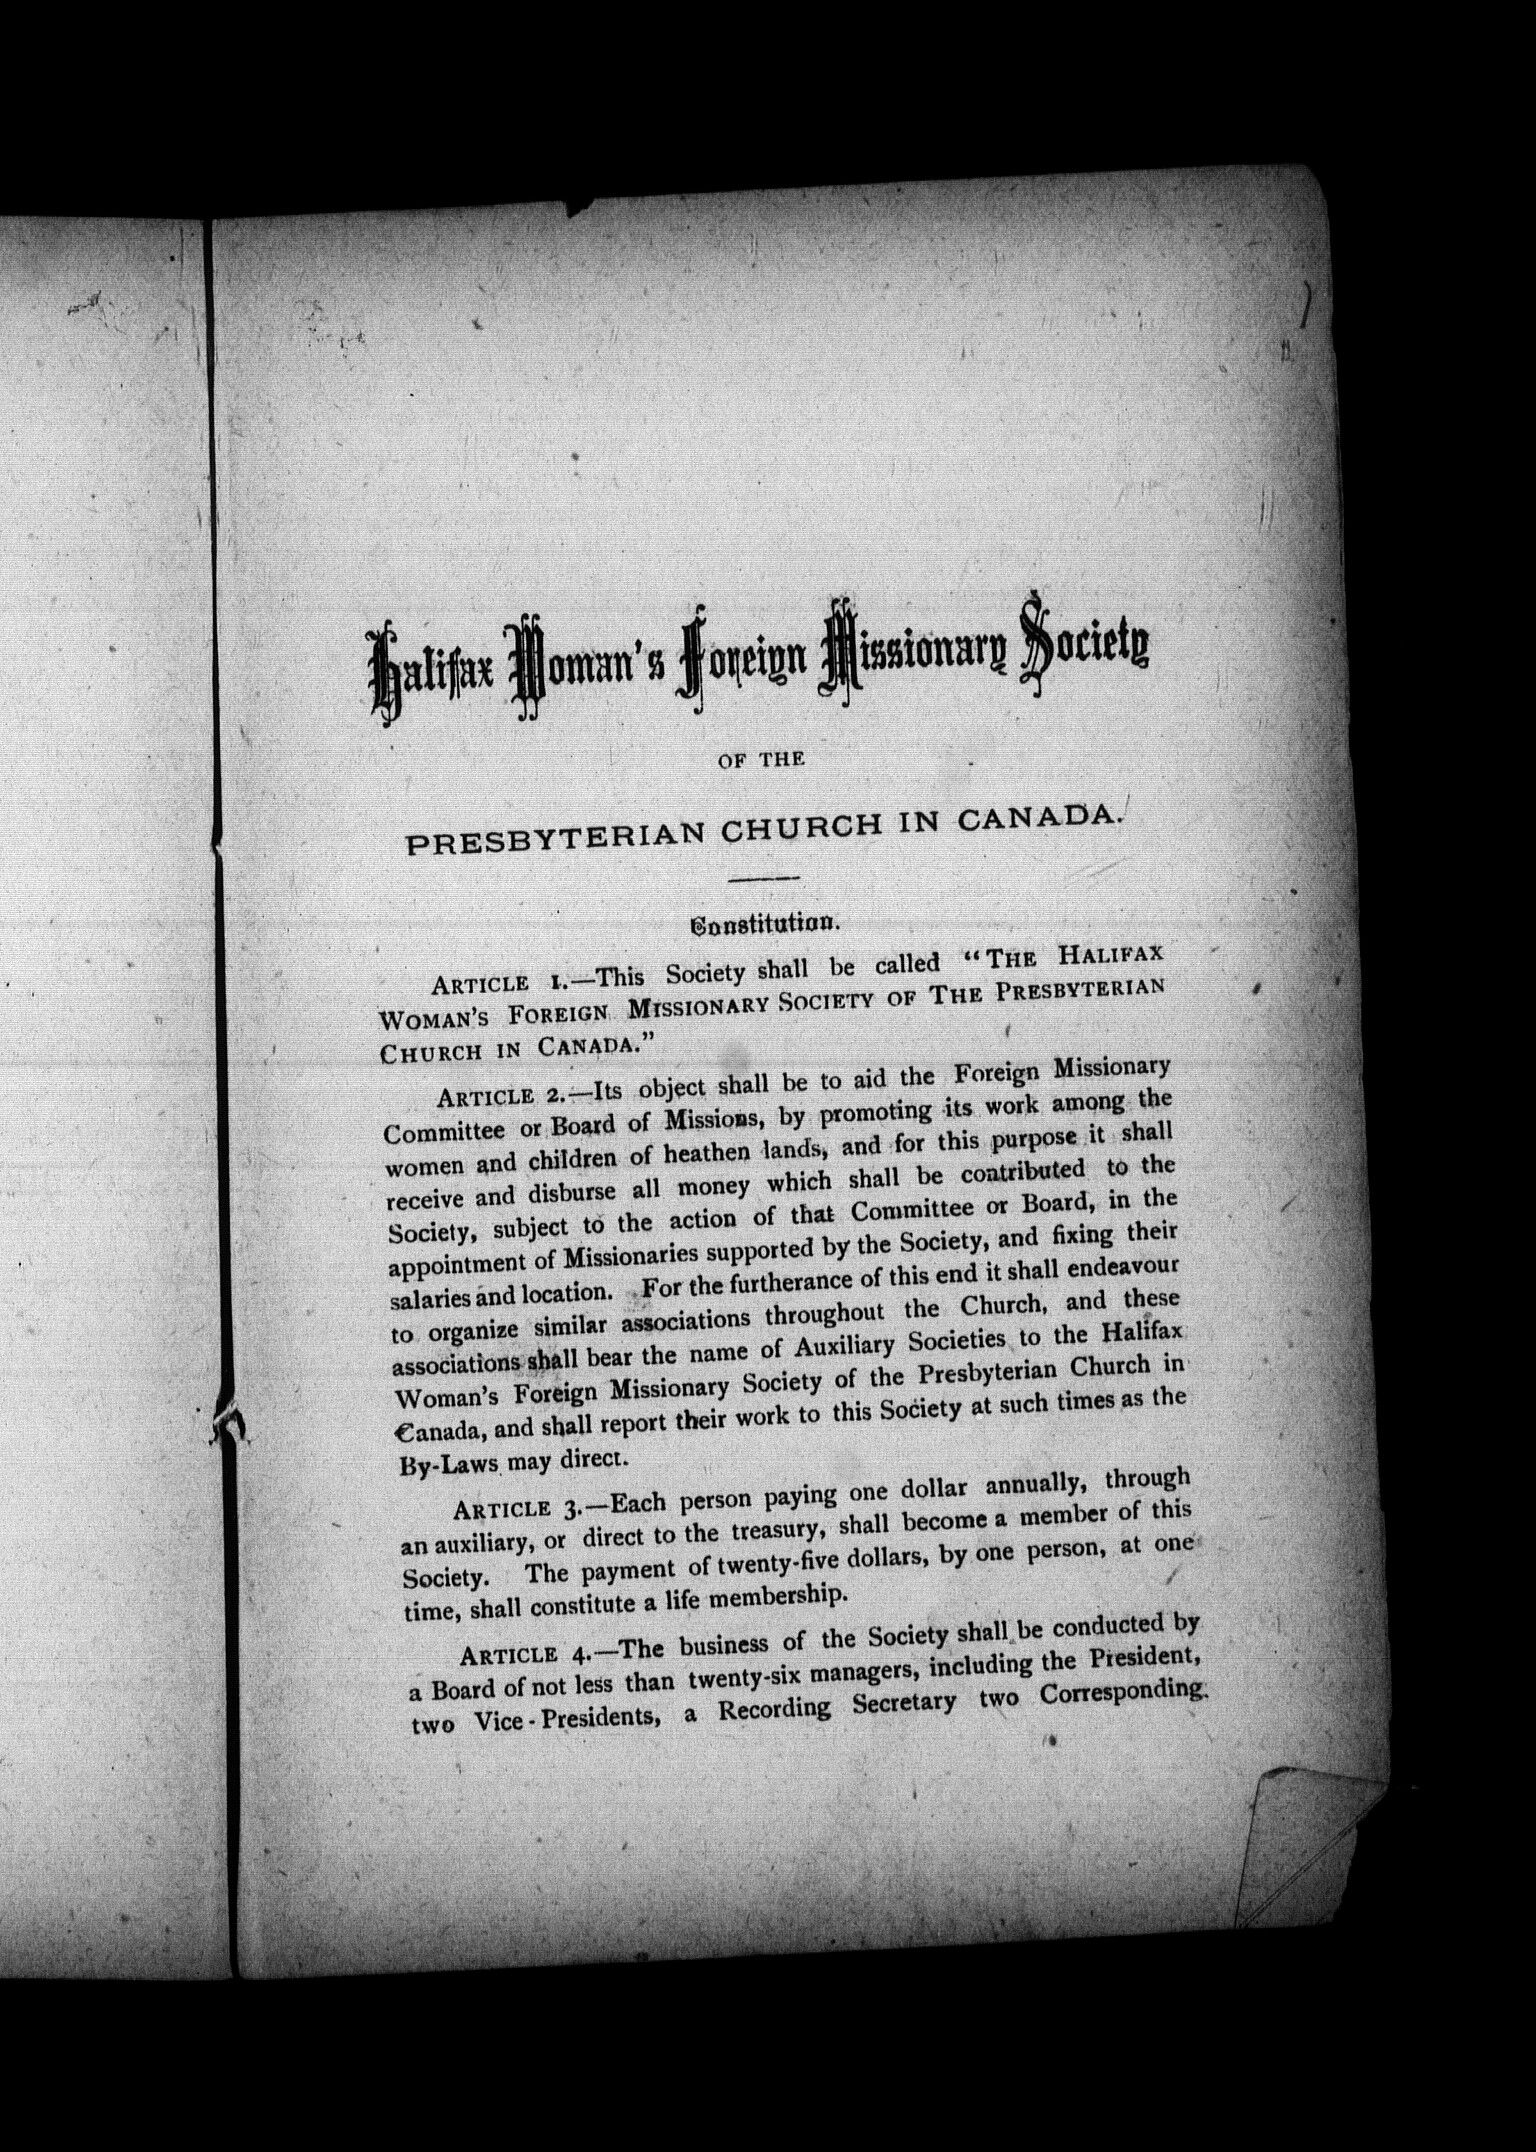 Halifax Woman's Foreign Missionary Society
OF THE
PRESBYTERIAN CHURCH IN CANADA.
Constitution.
ARTICLE 1.—This Society shall be called "THE HALIFAX
WOMAN'S FOREIGN MISSIONARY SOCIETY OF THE PRESBYTERIAN
CHURCH IN CANADA."
ARTICLE 2.—Its object shall be to aid the Foreign Missionary
Committee or Board of Missions, by promoting its work among the
women and children of heathen lands, and for this purpose it shall
receive and disburse all money which shall be contributed to the
Society, subject to the action of that Committee or Board, in the
appointment of Missionaries supported by the Society, and fixing their
salaries and location. For the furtherance of this end it shall endeavour
to organize similar associations throughout the Church, and these
associations shall bear the name of Auxiliary Societies to the Halifax
Woman's Foreign Missionary Society of the Presbyterian Church in
Canada, and shall report their work to this Society at such times as the
By-Laws may direct.
ARTICLE 3.—Each person paying one dollar annually, through
an auxiliary, or direct to the treasury, shall become a member of this
Society. The payment of twenty-five dollars, by one person, at one
time, shall constitute a life membership.
ARTICLE 4.—The business of the Society shall be conducted by
a Board of not less than twenty-six managers, including the President,
two Vice-Presidents, a Recording Secretary two Corresponding